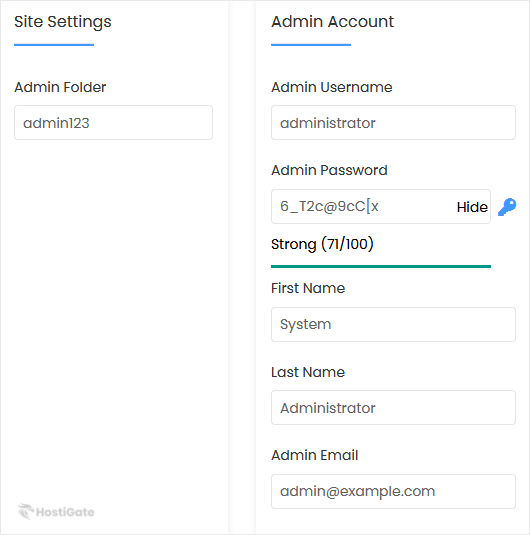 Site Settings
Admin Folder
admin123
Admin Account
Admin Username
administrator
Admin Password
6_T2c@9cC[x
Hide
Strong (71/100)
First Name
System
Last Name
Administrator
Admin Email
admin@example.com
HostiGate